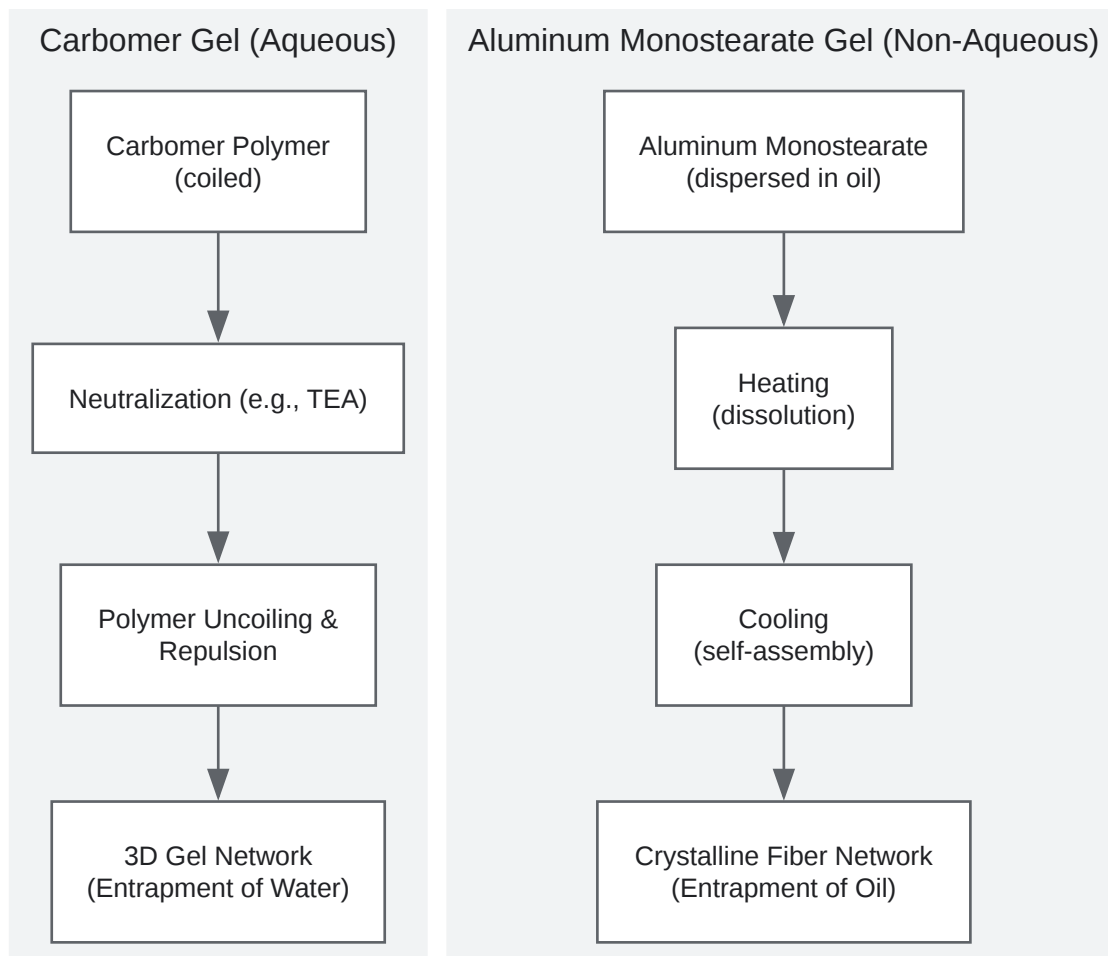 Carbomer Gel (Aqueous)
Carbomer Polymer
(coiled)
Neutralization (e.g., TEA)
Polymer Uncoiling &
Repulsion
3D Gel Network
(Entrapment of Water)
Aluminum Monostearate Gel (Non-Aqueous)
Aluminum Monostearate
(dispersed in oil)
Heating
(dissolution)
Cooling
(self-assembly)
Crystalline Fiber Network
(Entrapment of Oil)